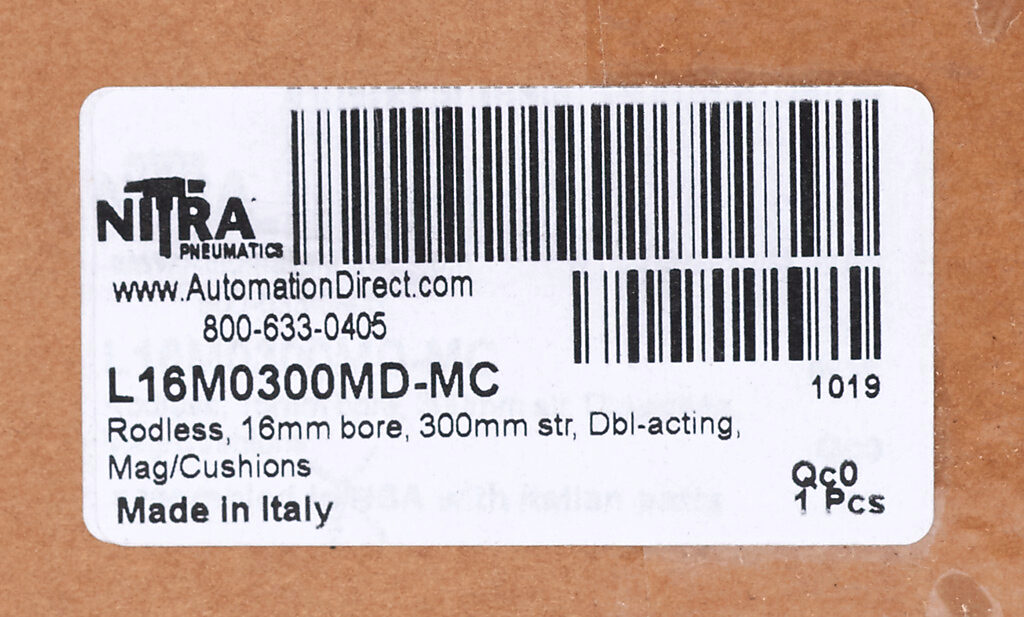 NITRA
PNEUMATICS
www.AutomationDirect.com
800-633-0405
L16M0300MD-MC
1019
Rodless, 16mm bore, 300mm str, Dbl-acting,
Mag/Cushions
Qc0
Made in Italy
1 Pcs